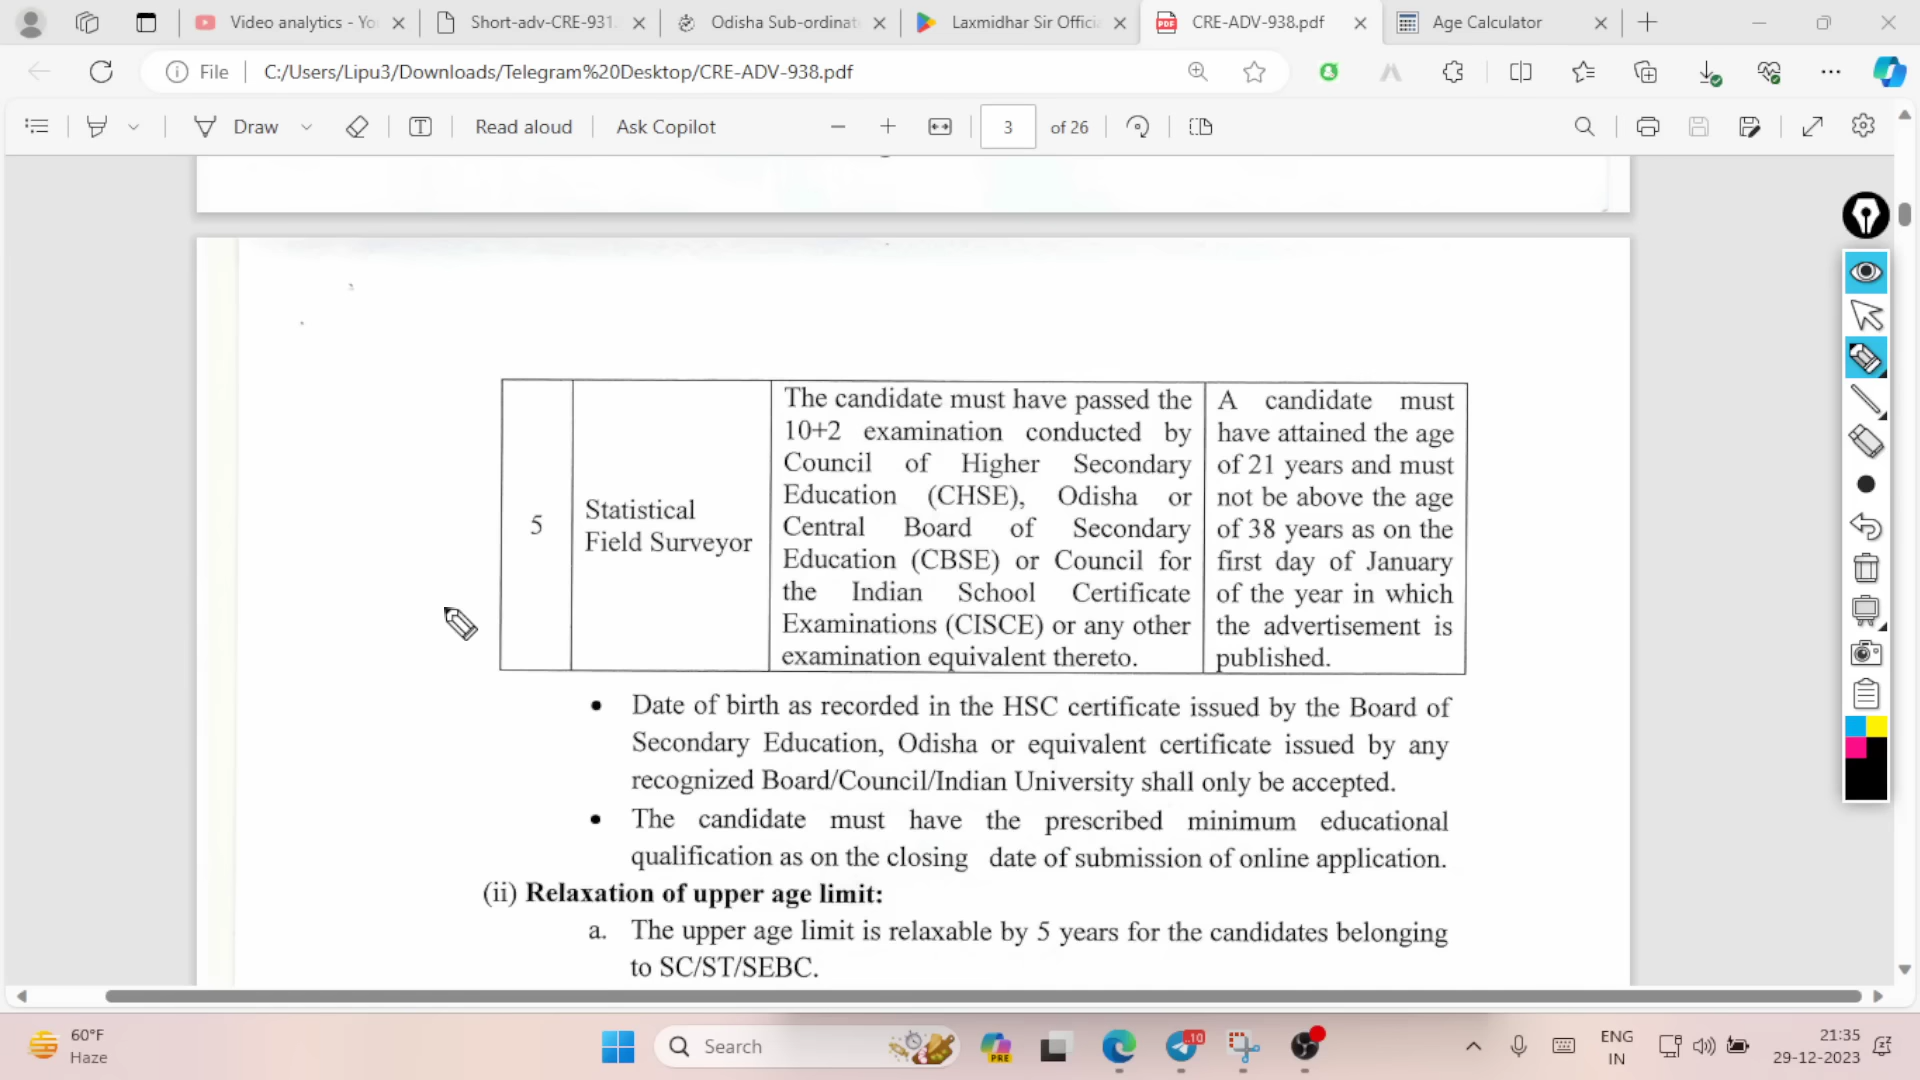 Video analytics - Yo
Short-adv-CRE-931
Odisha Sub-ordinat
Laxmidhar Sir Offici
CRE-ADV-938.pdf
Age Calculator
File
C:/Users/Lipu3/Downloads/Telegram%20Desktop/CRE-ADV-938.pdf
Draw
Read aloud
Ask Copilot
3
of 26
5
Statistical
Field Surveyor
The candidate must have passed the
10+2 examination conducted by
Council of Higher Secondary
Education (CHSE), Odisha or
Central Board of Secondary
Education (CBSE) or Council for
the Indian School Certificate
Examinations (CISCE) or any other
examination equivalent thereto.
A candidate must
have attained the age
of 21 years and must
not be above the age
of 38 years as on the
first day of January
of the year in which
the advertisement is
published.
• Date of birth as recorded in the HSC certificate issued by the Board of
Secondary Education, Odisha or equivalent certificate issued by any
recognized Board/Council/Indian University shall only be accepted.
• The candidate must have the prescribed minimum educational
qualification as on the closing date of submission of online application.
(ii) Relaxation of upper age limit:
a. The upper age limit is relaxable by 5 years for the candidates belonging
to SC/ST/SEBC.
60°F
Haze
Search
PRE
10
ENG
IN
21:35
29-12-2023